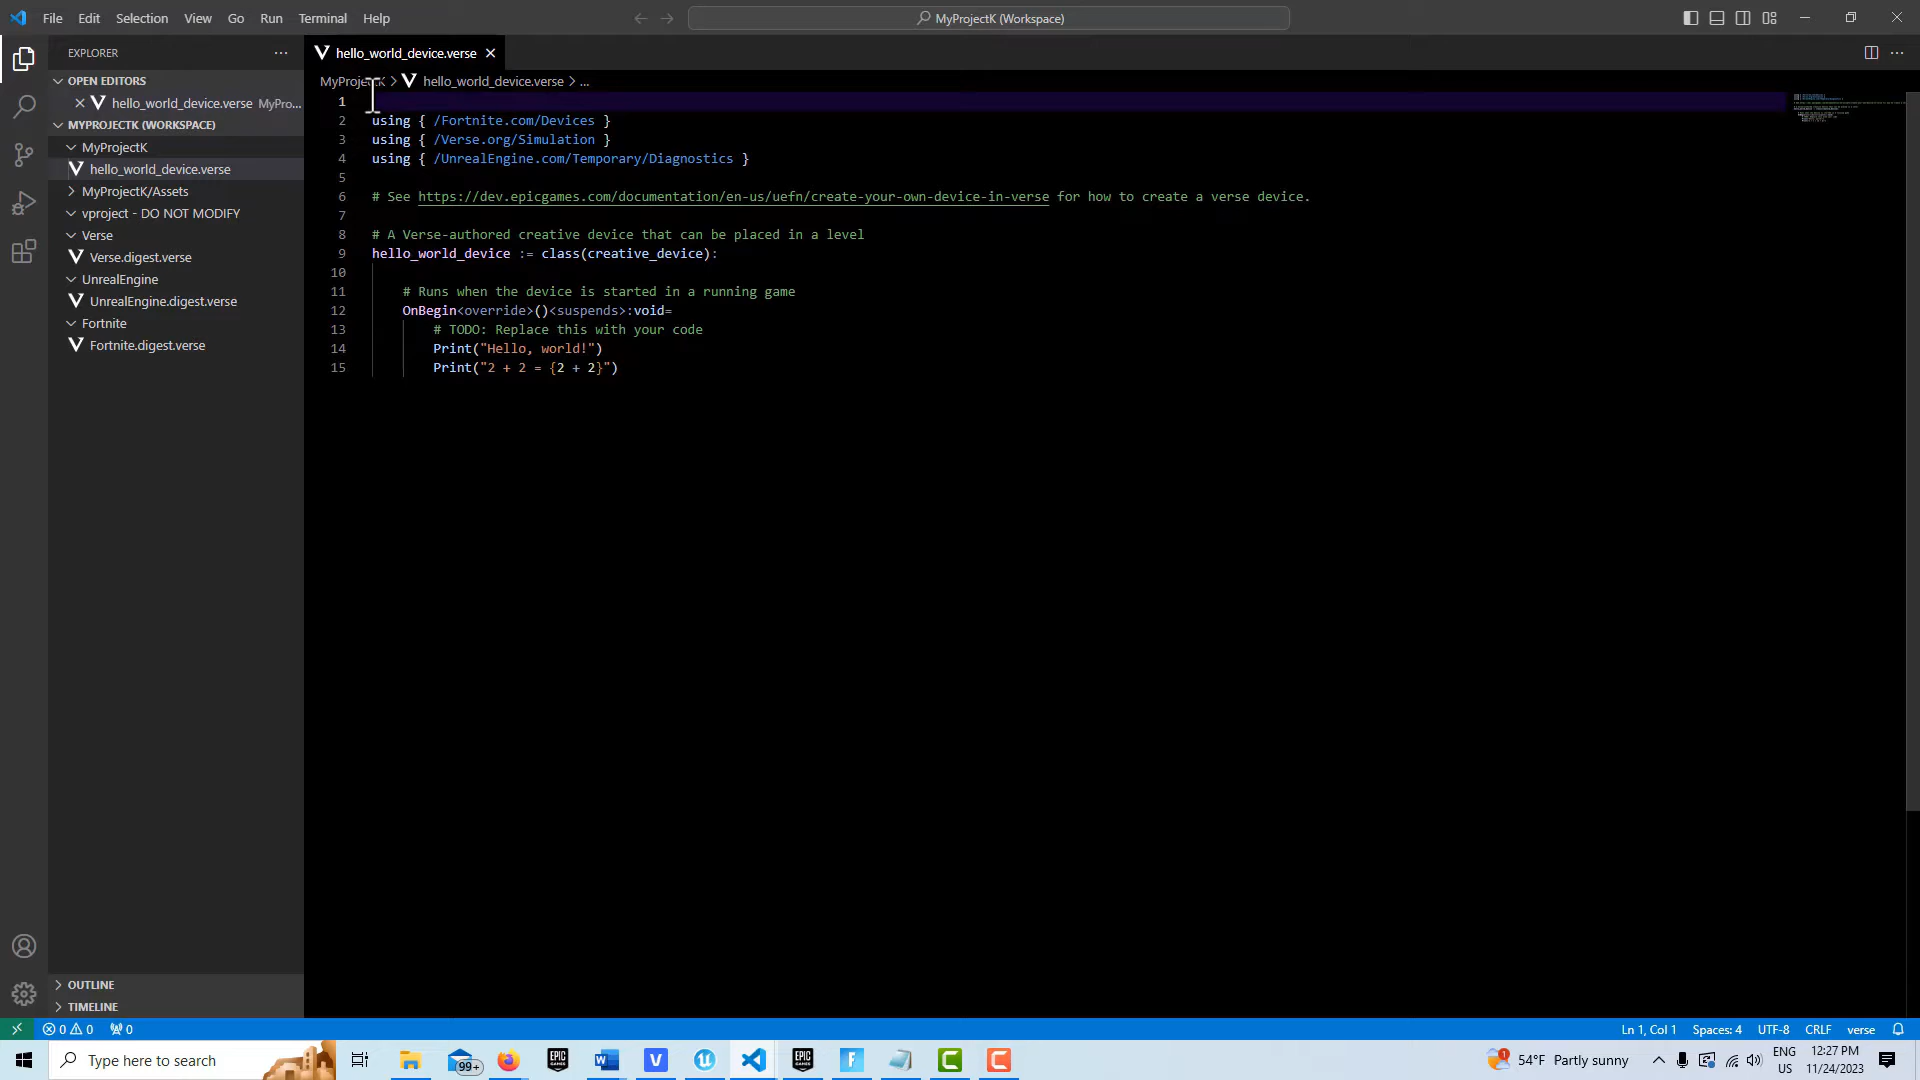 File Edit Selection View Go Run Terminal Help
MyProjectK (Workspace)
EXPLORER
hello_world_device.verse
OPEN EDITORS
hello_world_device.verse MyPro...
MYPROJECTK (WORKSPACE)
MyProjectK
hello_world_device.verse
MyProjectK/Assets
vproject - DO NOT MODIFY
Verse
Verse.digest.verse
UnrealEngine
UnrealEngine.digest.verse
Fortnite
Fortnite.digest.verse
OUTLINE
TIMELINE
MyProjectK > hello_world_device.verse > ...
1
2 using { /Fortnite.com/Devices }
3 using { /Verse.org/Simulation }
4 using { /UnrealEngine.com/Temporary/Diagnostics }
5
6 # See https://dev.epicgames.com/documentation/en-us/uefn/create-your-own-device-in-verse for how to create a verse device.
7
8 # A Verse-authored creative device that can be placed in a level
9 hello_world_device := class(creative_device):
10
11 # Runs when the device is started in a running game
12 OnBegin<override>()<suspends>:void=
13 # TODO: Replace this with your code
14 Print("Hello, world!")
15 Print("2 + 2 = {2 + 2}")
0 0 0
Ln 1, Col 1 Spaces: 4 UTF-8 CRLF verse
Type here to search
99+
EPIC GAMES
EPIC GAMES
1
54°F Partly sunny
ENG
US
12:27 PM
11/24/2023